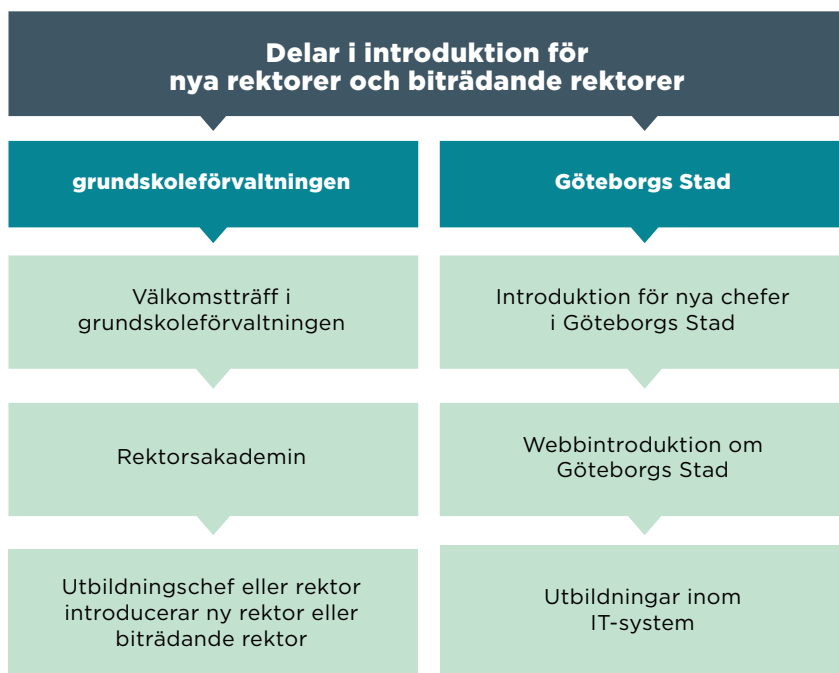 Delar i introduktion för
nya rektorer och biträdande rektorer
grundskoleförvaltningen
Välkomstträff i
grundskoleförvaltningen
Rektorsakademin
Utbildningschef eller rektor
introducerar ny rektor eller
biträdande rektor
Göteborgs Stad
Introduktion för nya chefer
i Göteborgs Stad
Webbintroduktion om
Göteborgs Stad
Utbildningar inom
IT-system